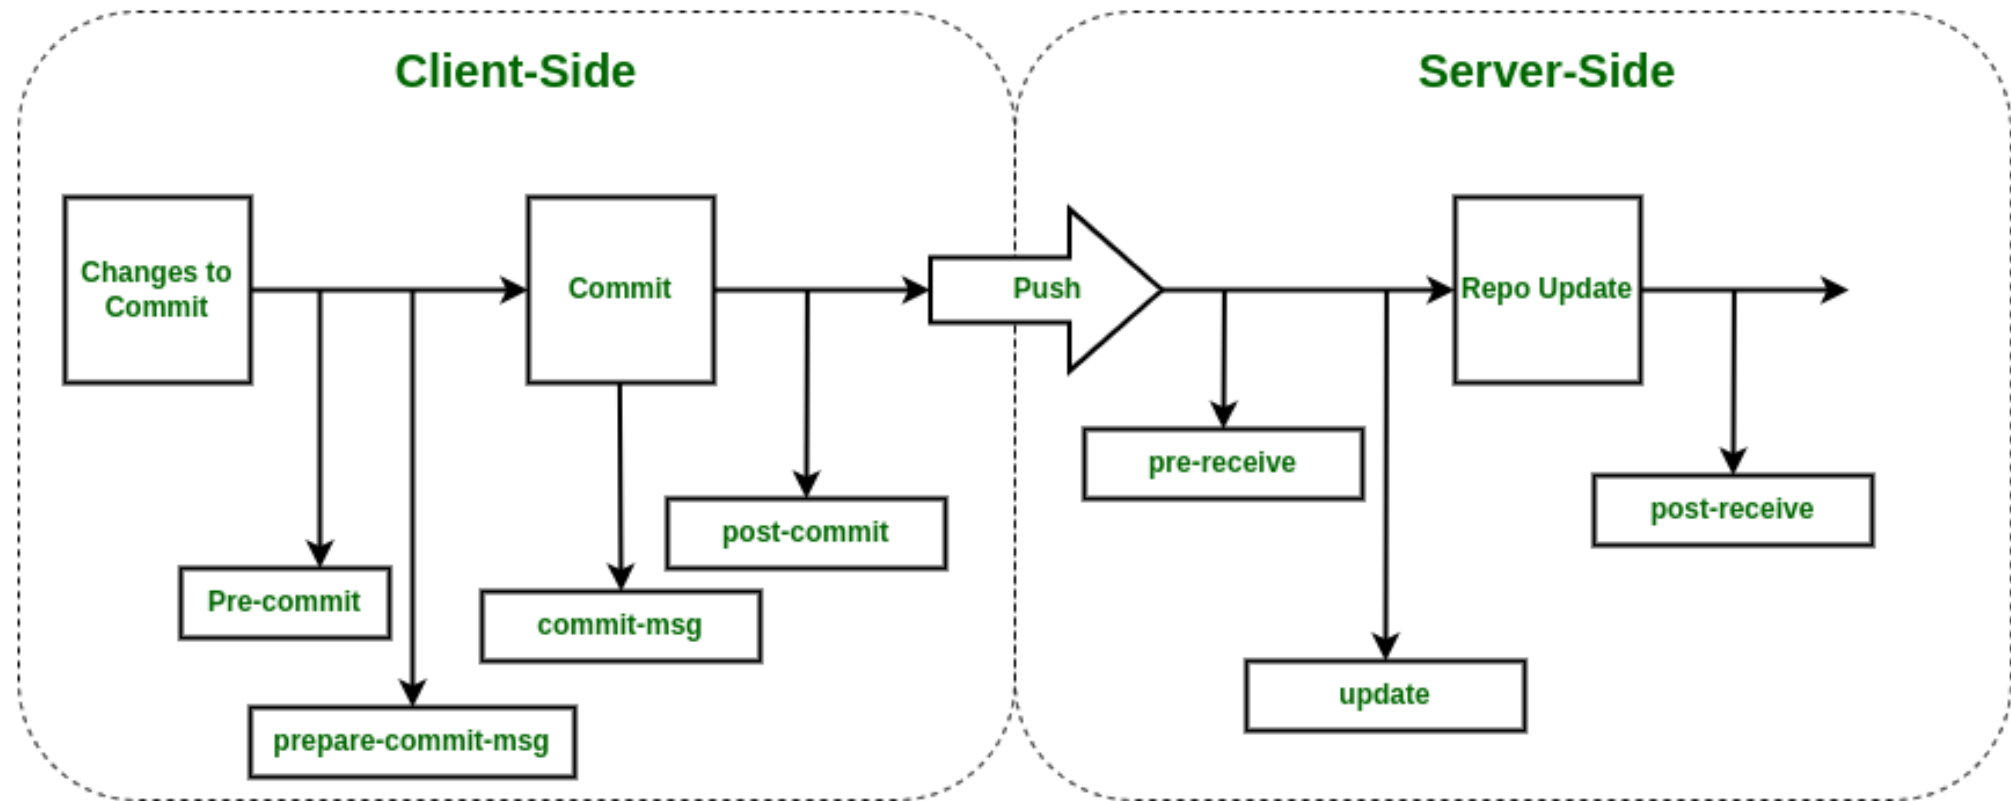 Client-Side
Server-Side
Changes to
Commit
Commit
Push
Repo Update
pre-receive
post-receive
post-commit
Pre-commit
commit-msg
update
prepare-commit-msg